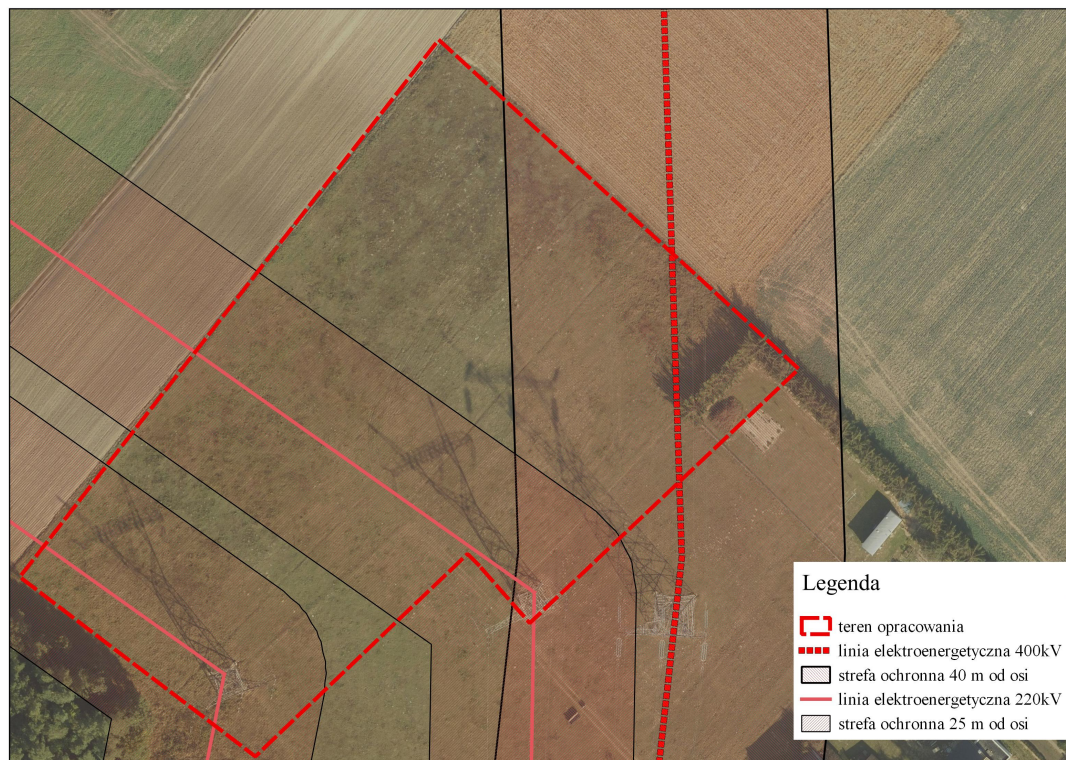 Legenda
teren opracowania
linia elektroenergetyczna 400kV
strefa ochronna 40 m od osi
linia elektroenergetyczna 220kV
strefa ochronna 25 m od osi